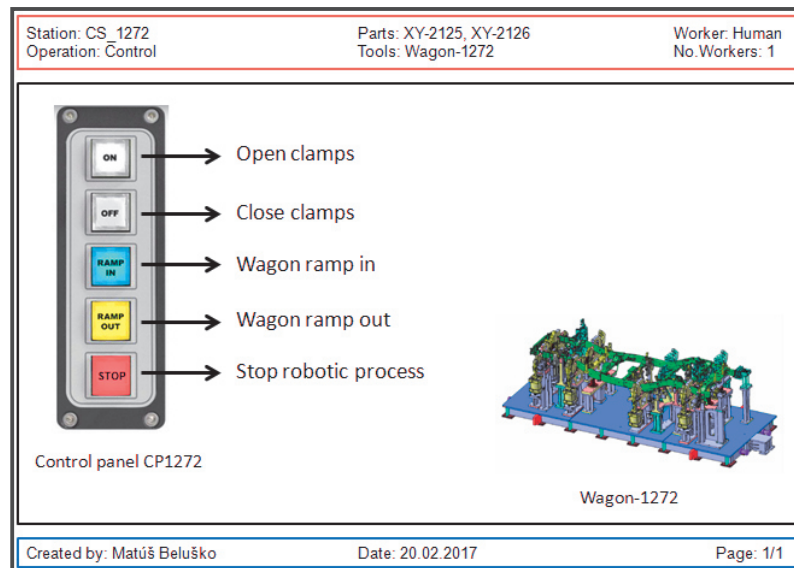 Station: CS_1272
Parts: XY-2125, XY-2126
Worker: Human
Operation: Control
Tools: Wagon-1272
No.Workers: 1
ON
Open clamps
OFF
Close clamps
RAMP
IN
Wagon ramp in
RAMP
OUT
Wagon ramp out
STOP
Stop robotic process
Control panel CP1272
Wagon-1272
Created by: Matúš Beluško
Date: 20.02.2017
Page: 1/1